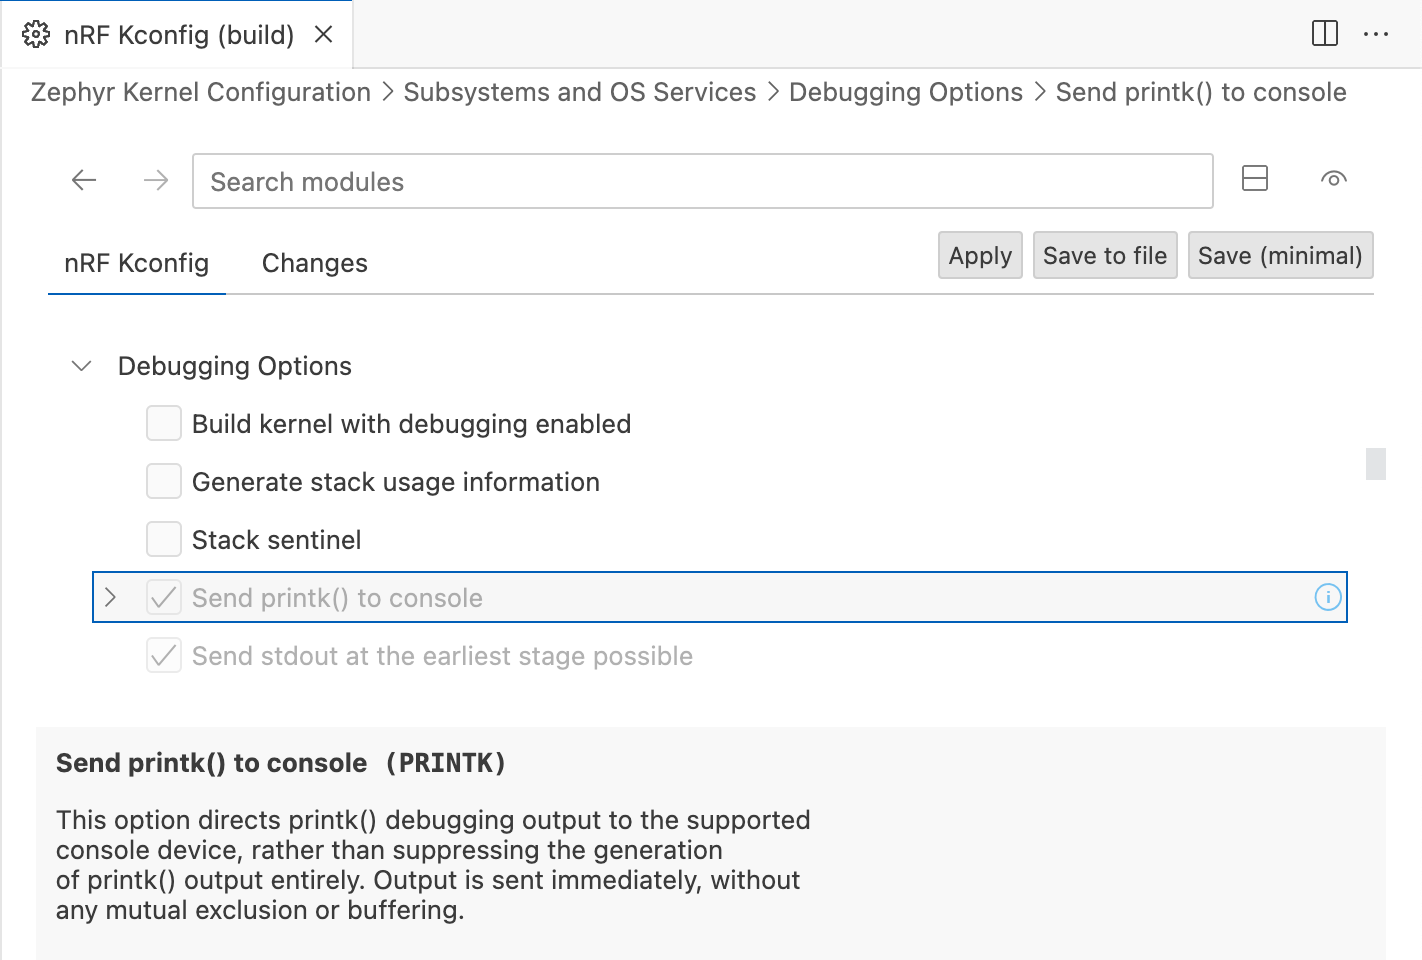 nRF Kconfig (build)
Zephyr Kernel Configuration > Subsystems and OS Services > Debugging Options > Send printk() to console
Search modules
nRF Kconfig
Changes
Apply
Save to file
Save (minimal)
Debugging Options
Build kernel with debugging enabled
Generate stack usage information
Stack sentinel
Send printk() to console
Send stdout at the earliest stage possible
Send printk() to console (PRINTK)
This option directs printk() debugging output to the supported
console device, rather than suppressing the generation
of printk() output entirely. Output is sent immediately, without
any mutual exclusion or buffering.